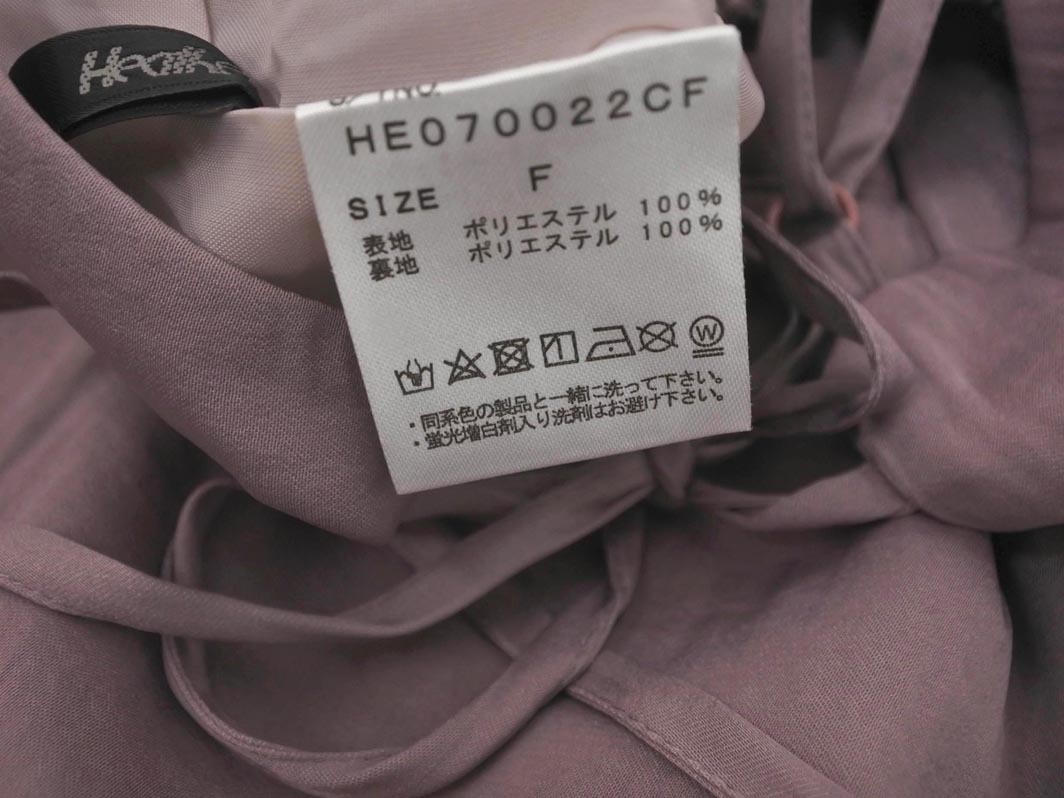 HE070022CF
SIZE F
表地 ポリエステル 100%
裏地 ポリエステル 100%
W
・同系色の製品と一緒に洗って下さい。
・蛍光増白剤入り洗剤はお避け下さい。